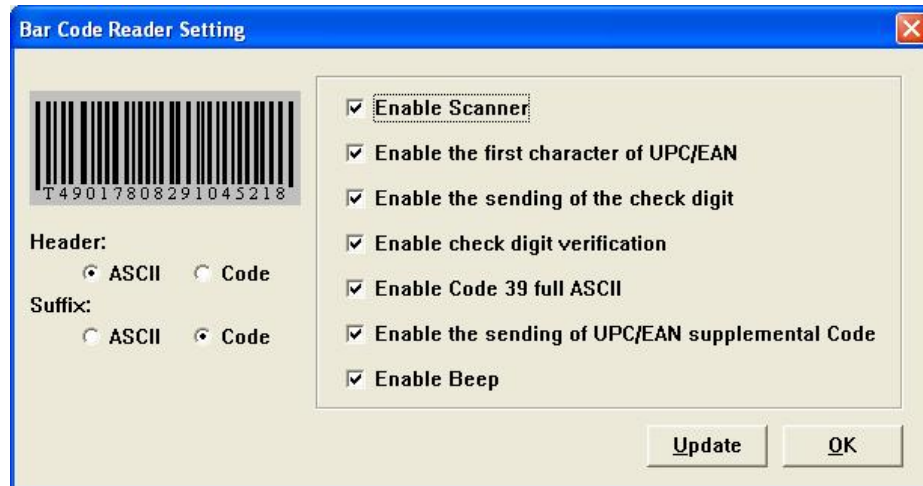 Bar Code Reader Setting
T49017808291045218
Header:
ASCII Code
Suffix:
ASCII Code
Enable Scanner
Enable the first character of UPC/EAN
Enable the sending of the check digit
Enable check digit verification
Enable Code 39 full ASCII
Enable the sending of UPC/EAN supplemental Code
Enable Beep
Update OK